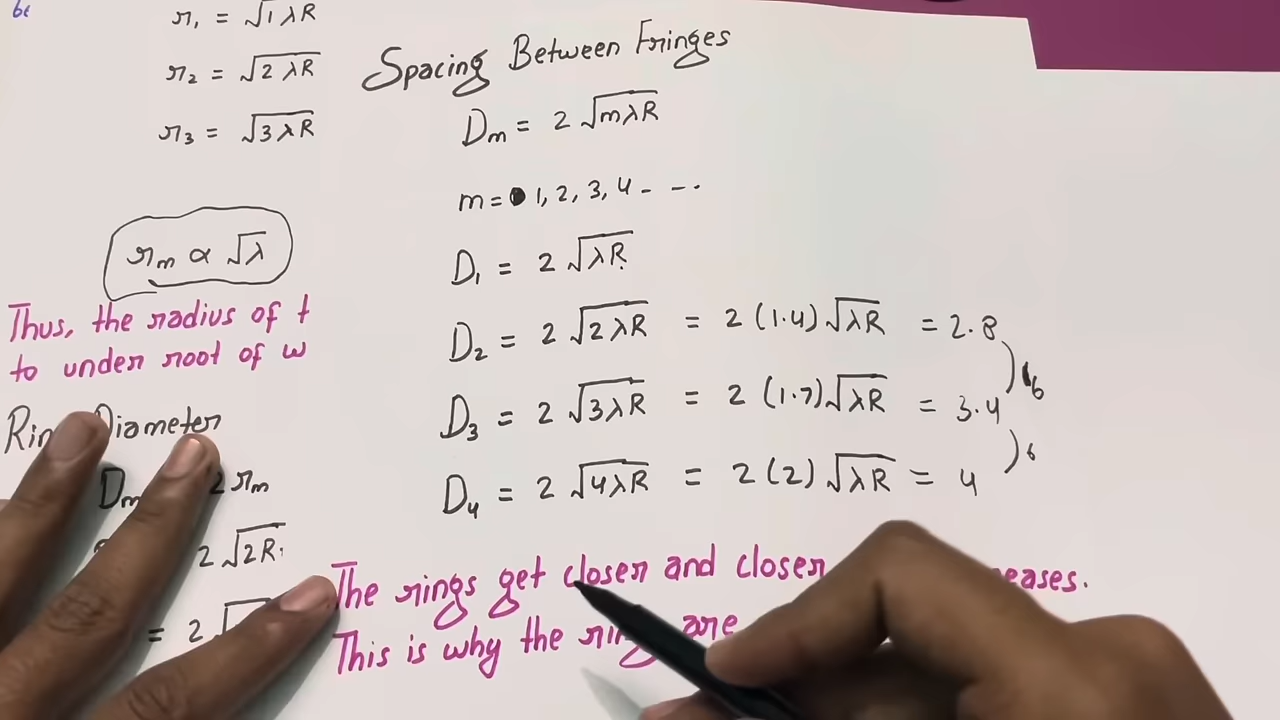 r₁ = √1λR
r₂ = √2λR
r₃ = √3λR
rₘ ∝ √λ
Thus, the radius of
to under root of
Diameter
Dₘ 2rₘ
2√2R
= 2√
Spacing Between Fringes
Dₘ = 2√mλR
m = 1, 2, 3, 4 - - -.
D₁ = 2√λR
D₂ = 2√2λR = 2(1.4)√λR = 2.8
6
D₃ = 2√3λR = 2(1.7)√λR = 3.4
6
D₄ = 2√4λR = 2(2)√λR = 4
The rings get closer and closer
This is why the are